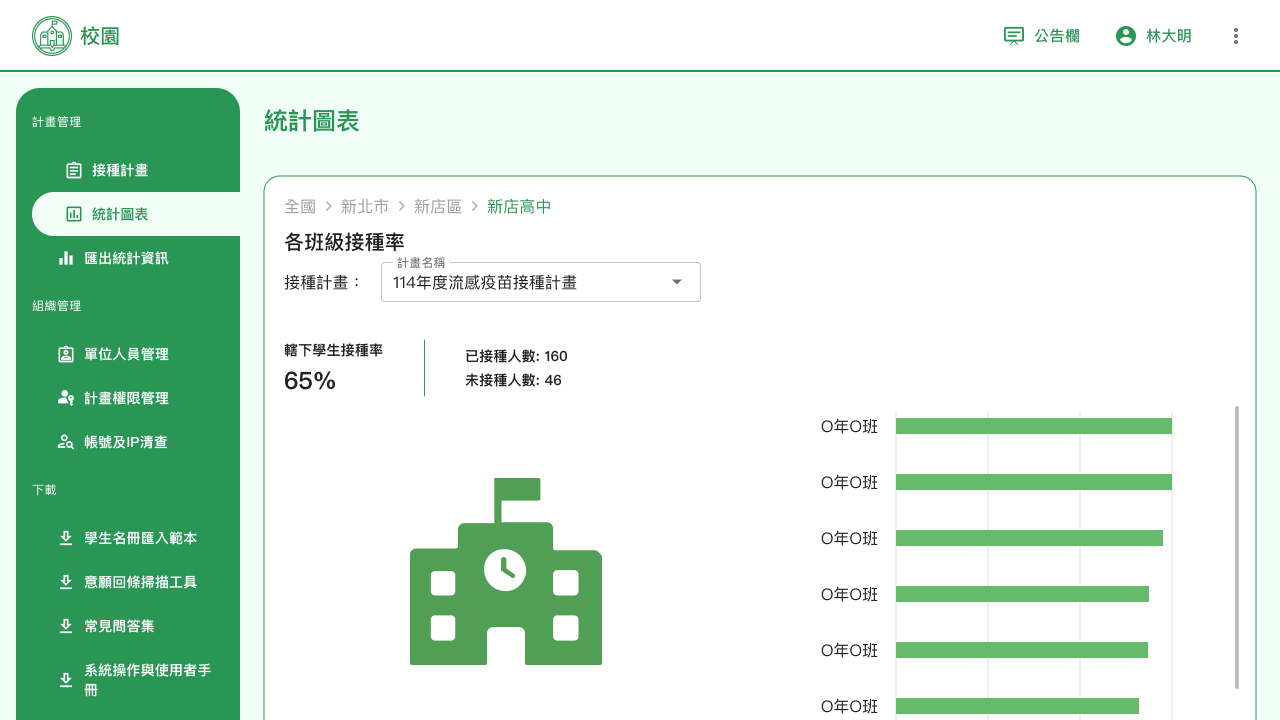 校園
公告欄
林大明
計畫管理
接種計畫
統計圖表
匯出統計資訊
組織管理
單位人員管理
計畫權限管理
帳號及IP清查
下載
學生名冊匯入範本
意願回條掃描工具
常見問答集
系統操作與使用者手
冊
統計圖表
全國 > 新北市 > 新店區 > 新店高中
各班級接種率
計畫名稱
接種計畫：
114年度流感疫苗接種計畫
轄下學生接種率
65%
已接種人數: 160
未接種人數: 46
O年O班
O年O班
O年O班
O年O班
O年O班
O年O班